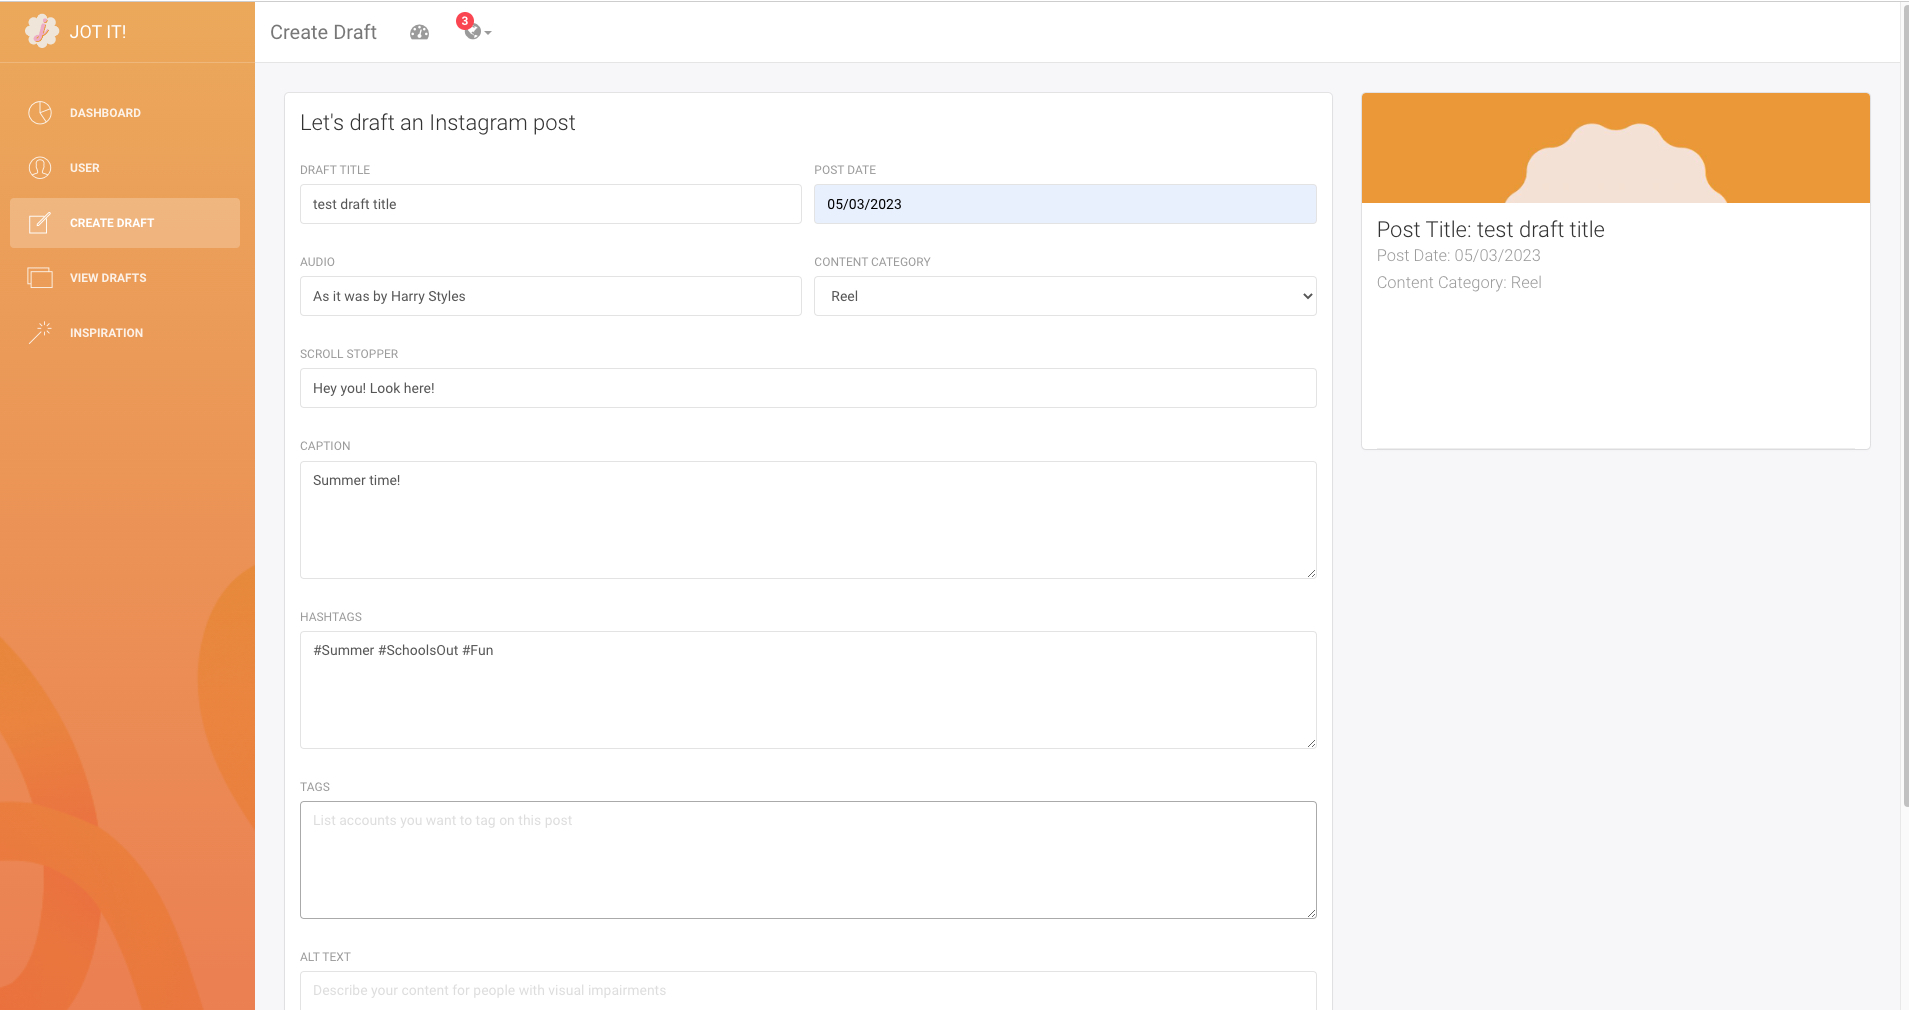 JOT IT!
DASHBOARD
USER
CREATE DRAFT
VIEW DRAFTS
INSPIRATION
Create Draft
3
Let's draft an Instagram post
DRAFT TITLE
POST DATE
test draft title
05/03/2023
AUDIO
CONTENT CATEGORY
As it was by Harry Styles
Reel
SCROLL STOPPER
Hey you! Look here!
CAPTION
Summer time!
HASHTAGS
#Summer #SchoolsOut #Fun
TAGS
List accounts you want to tag on this post
ALT TEXT
Describe your content for people with visual impairments
Post Title: test draft title
Post Date: 05/03/2023
Content Category: Reel